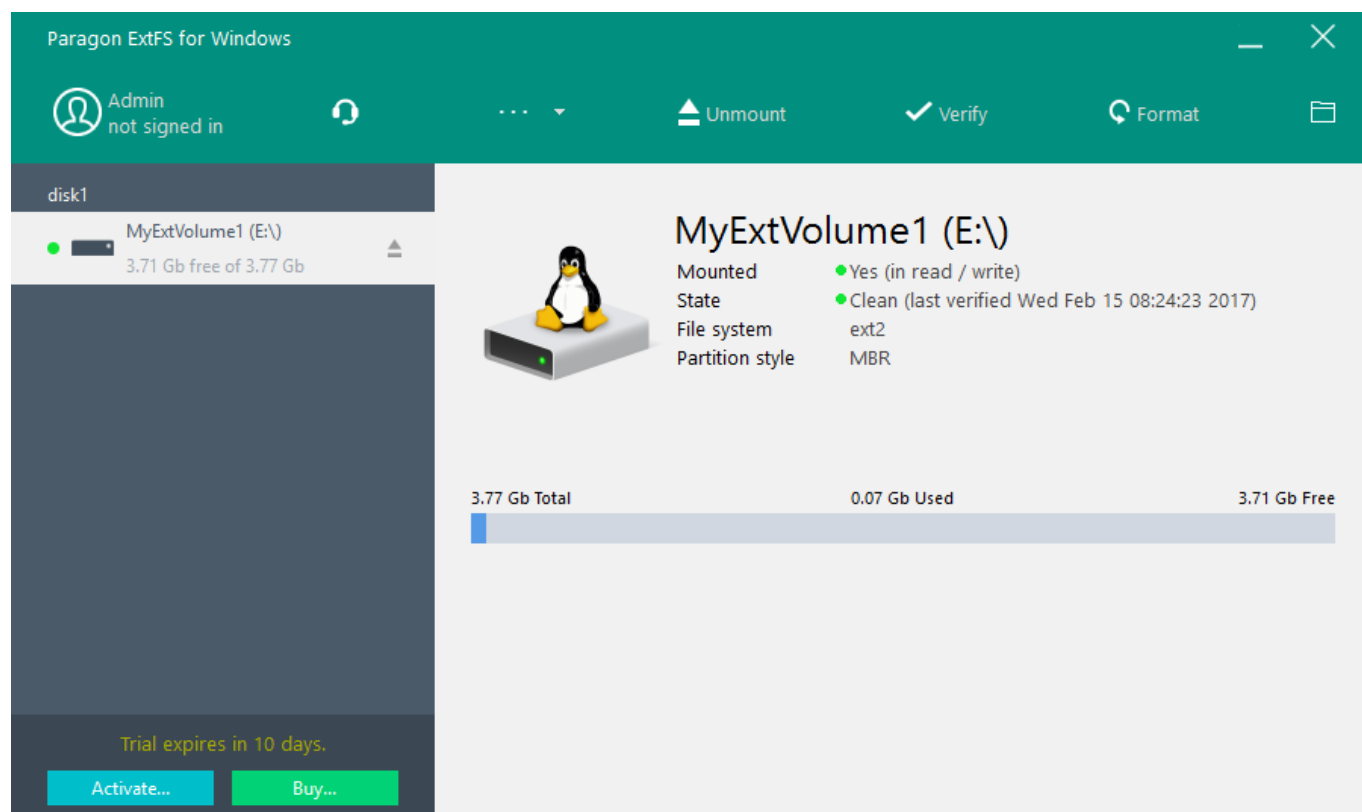 Paragon ExtFS for Windows
Admin
not signed in
... Unmount Verify Format
disk1
MyExtVolume1 (E:\)
3.71 Gb free of 3.77 Gb
MyExtVolume1 (E:\)
Mounted Yes (in read / write)
State Clean (last verified Wed Feb 15 08:24:23 2017)
File system ext2
Partition style MBR
3.77 Gb Total 0.07 Gb Used 3.71 Gb Free
Trial expires in 10 days.
Activate... Buy...